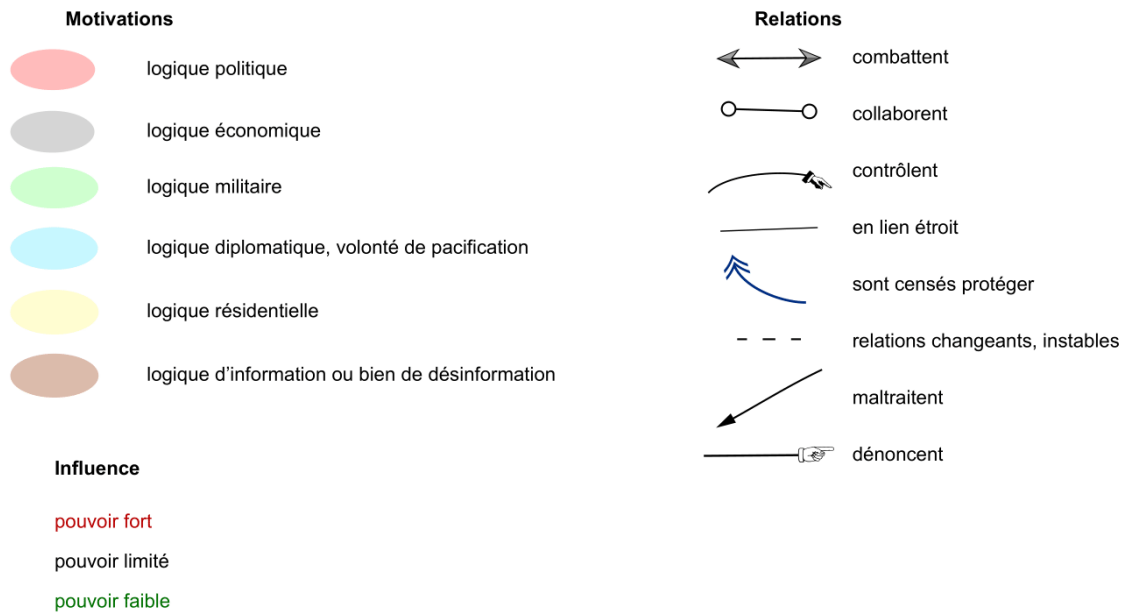 Motivations
logique politique
logique économique
logique militaire
logique diplomatique, volonté de pacification
logique résidentielle
logique d'information ou bien de désinformation
Influence
pouvoir fort
pouvoir limité
pouvoir faible
Relations
combattent
collaborent
contrôlent
en lien étroit
sont censés protéger
relations changeants, instables
maltraitent
dénoncent